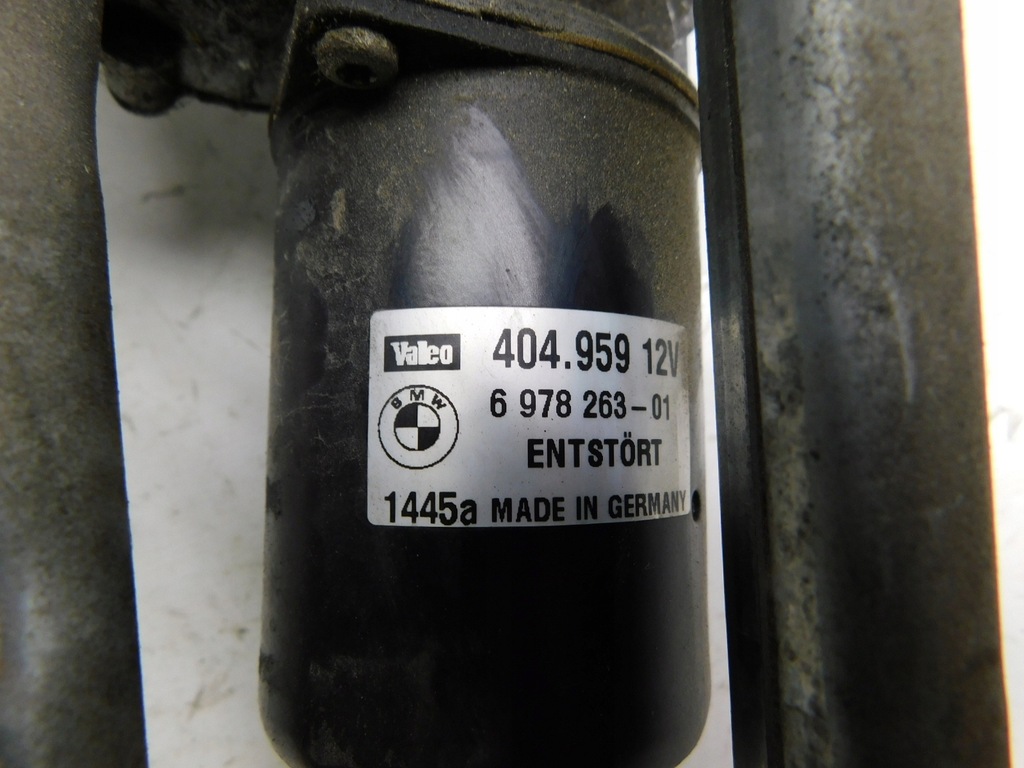 Valeo 404.959 12V
BMW 6 978 263-01
ENTSTÖRT
1445a MADE IN GERMANY